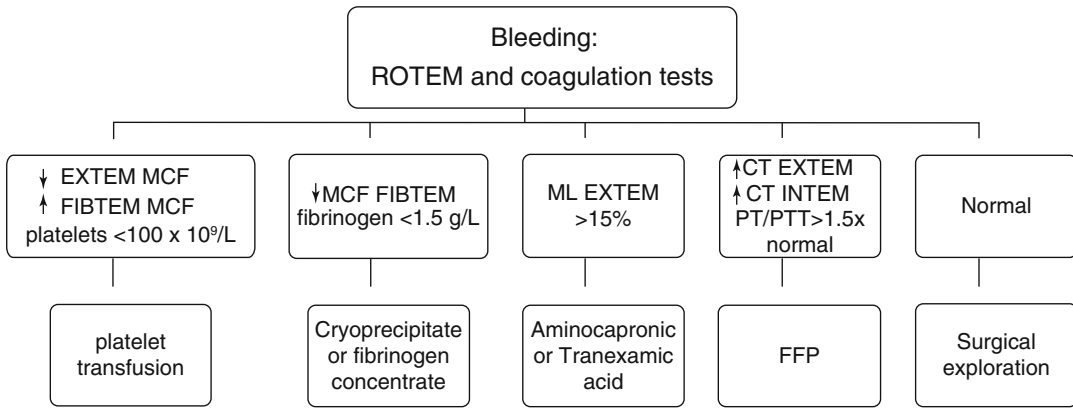 Bleeding:
ROTEM and coagulation tests
↓ EXTEM MCF
↑ FIBTEM MCF
platelets <100 x 10⁹/L
↓MCF FIBTEM
fibrinogen <1.5 g/L
ML EXTEM
>15%
↑CT EXTEM
↑CT INTEM
PT/PTT>1.5x
normal
Normal
platelet
transfusion
Cryoprecipitate
or fibrinogen
concentrate
Aminocapronic
or Tranexamic
acid
FFP
Surgical
exploration